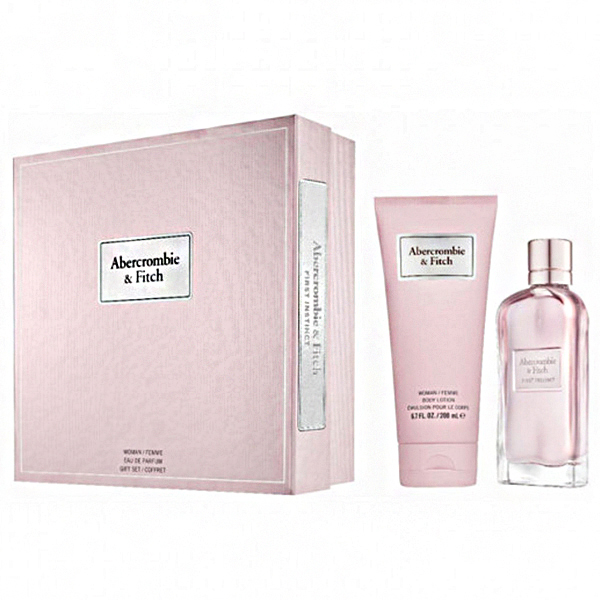 Abercrombie
& Fitch
WOMAN / FEMME
EAU DE PARFUM
GIFT SET / COFFRET
Abercrombie & Fitch
FIRST INSTINCT
Abercrombie
& Fitch
WOMAN / FEMME
BODY LOTION
EMULSION POUR LE CORPS
6.7 FL. OZ. / 200 mL e
Abercrombie
& Fitch
FIRST INSTINCT